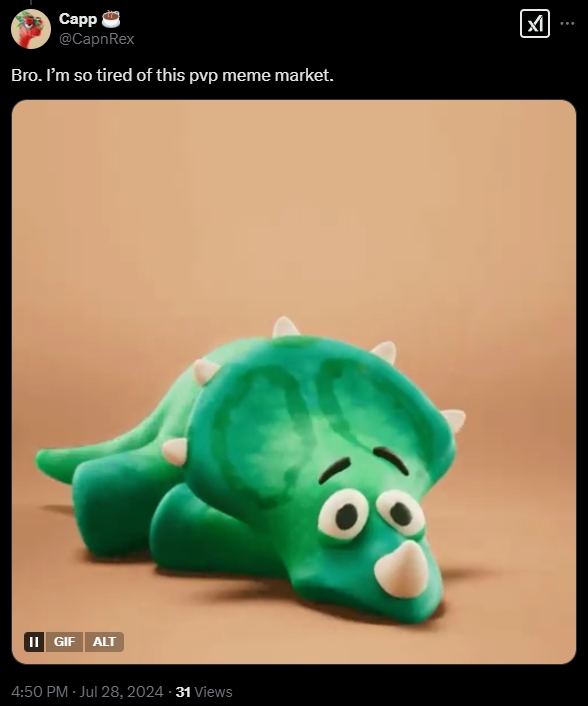 Capp ☕
@CapnRex
Bro. I’m so tired of this pvp meme market.
GIF ALT
4:50 PM · Jul 28, 2024 · 31 Views